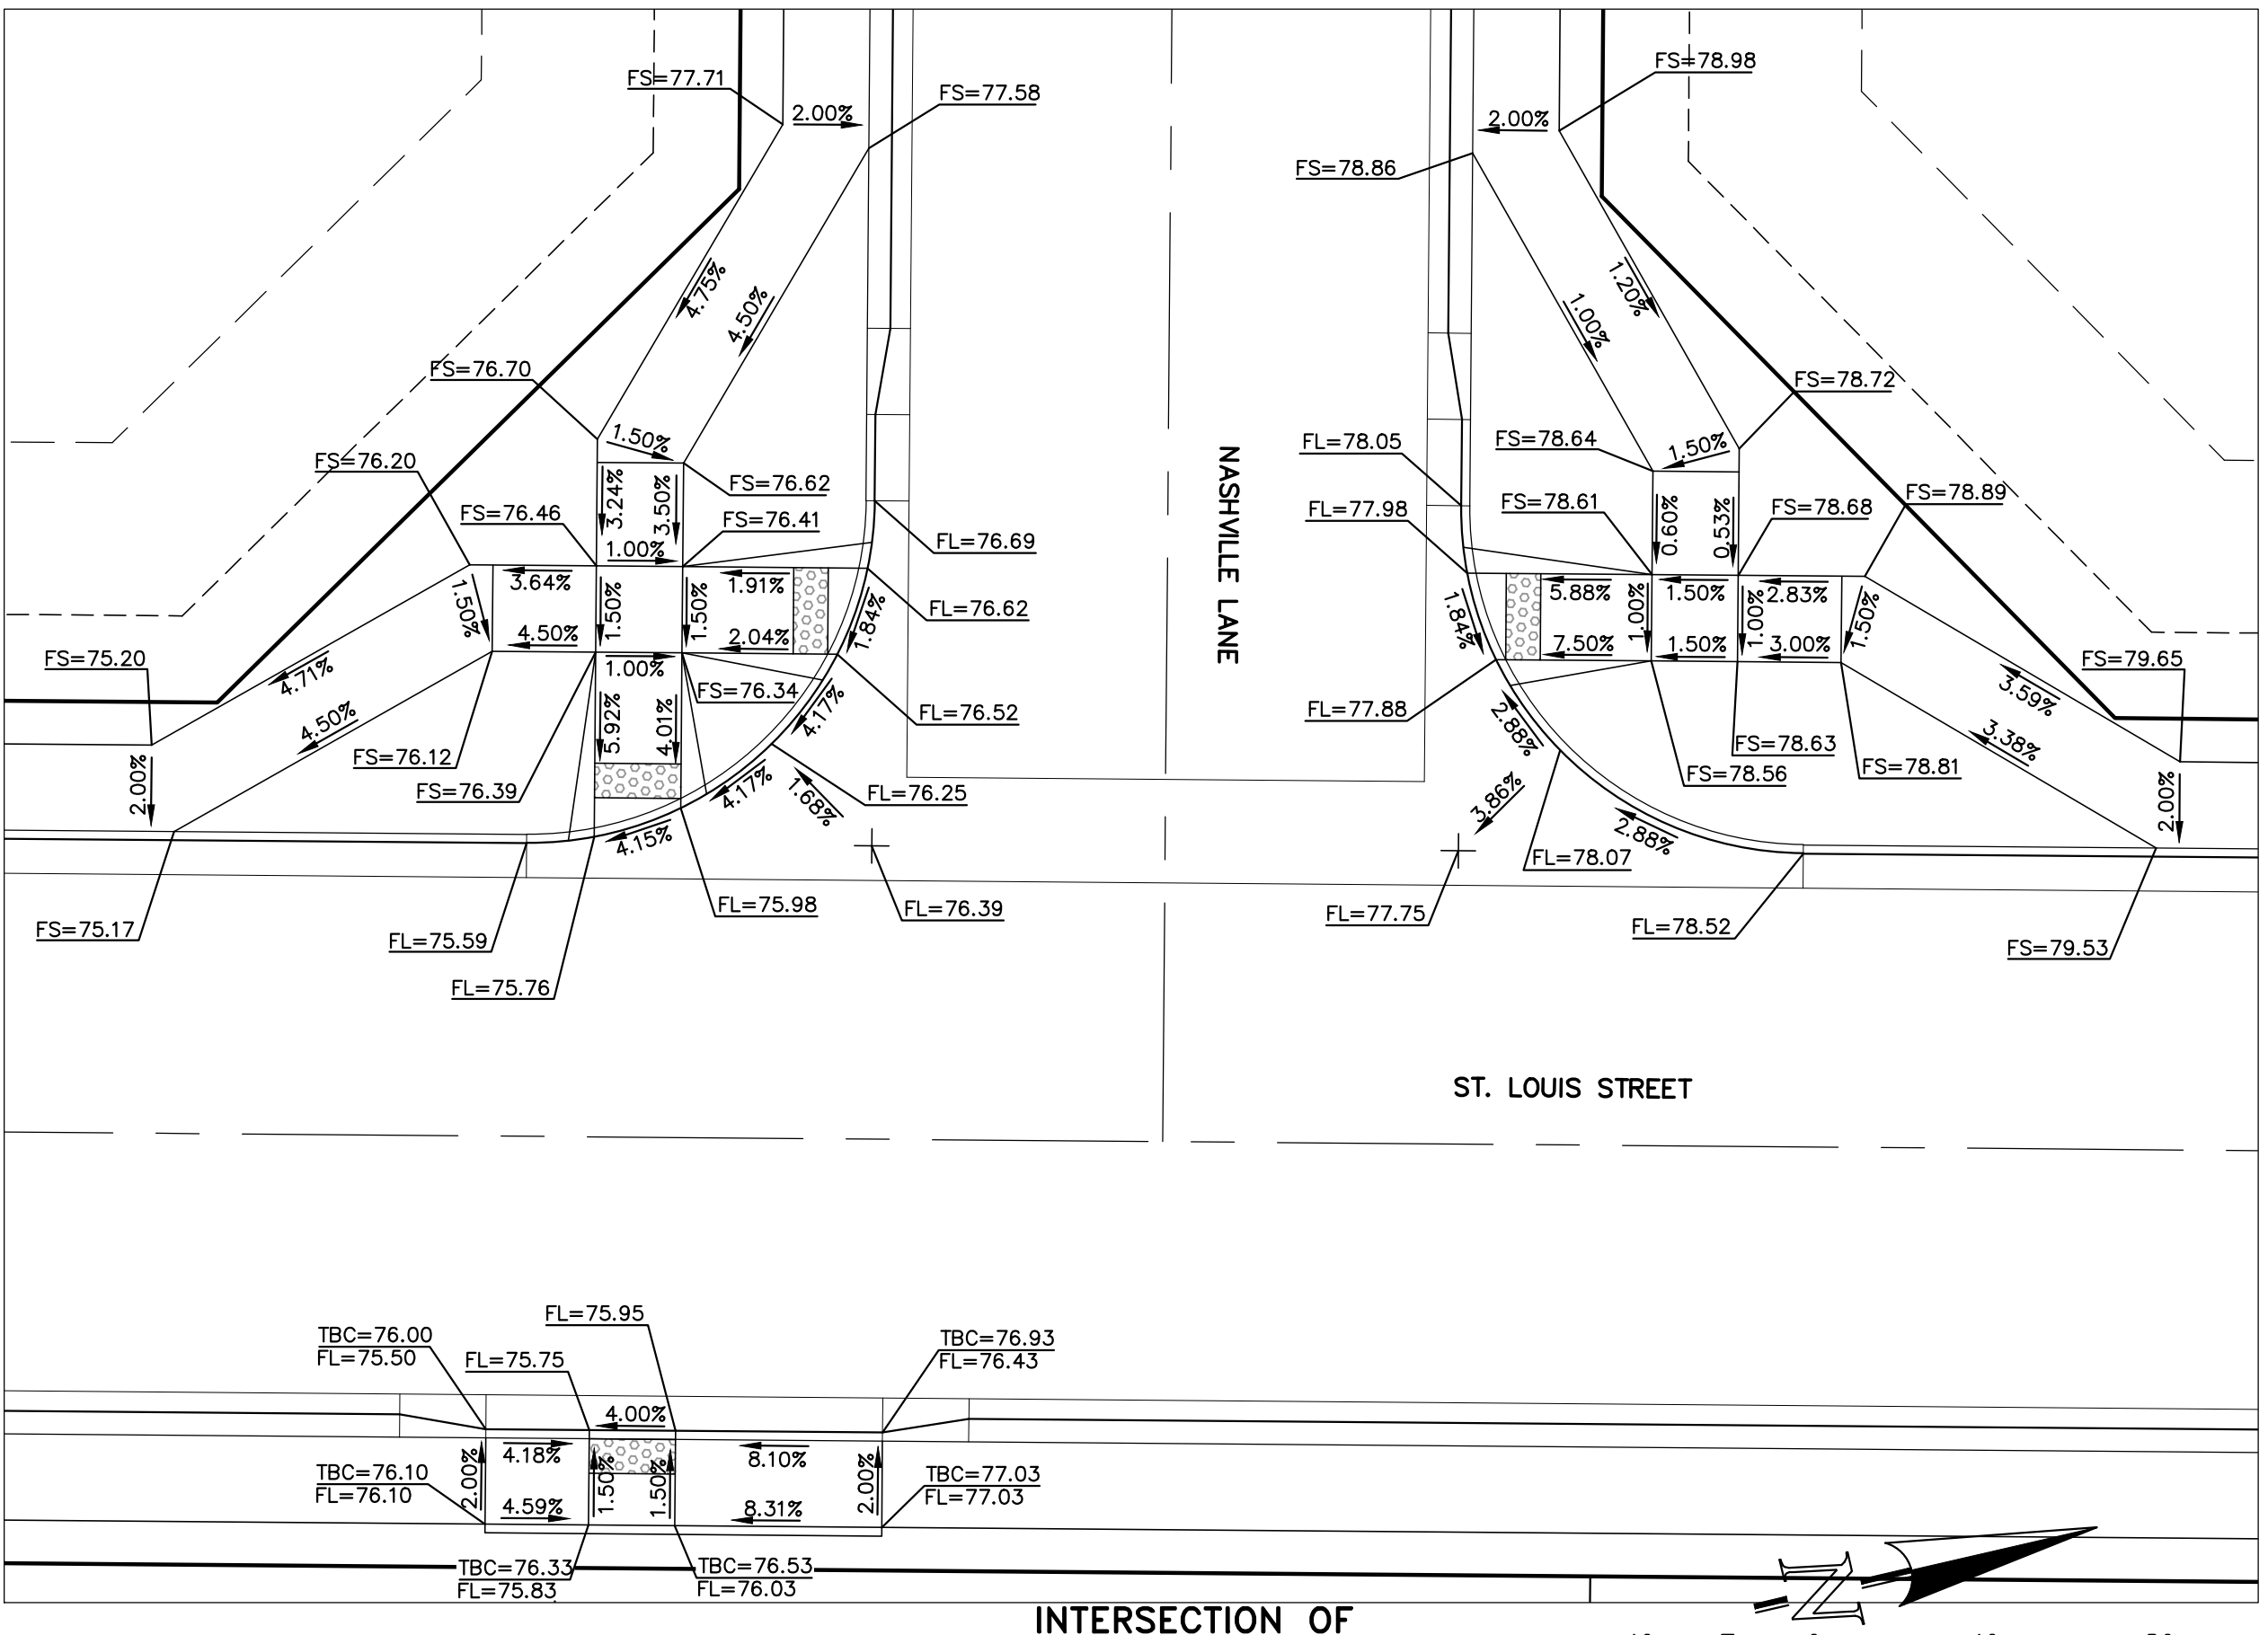 FS=77.71
2.00%
FS=77.58
FS=78.98
2.00%
FS=78.86
4.75%
4.50%
1.20%
1.00%
FS=76.70
1.50%
FS=76.20
FS=76.62
3.24%
3.50%
FS=76.46
FS=76.41
1.00%
FL=76.69
3.64%
1.91%
1.50%
1.50%
1.50%
FL=76.62
4.50%
2.04%
1.84%
1.00%
FS=75.20
4.71%
4.50%
FS=76.34
FL=76.52
5.92%
4.01%
4.17%
FS=76.12
2.00%
FS=76.39
4.17%
1.68%
FL=76.25
4.15%
FS=75.17
FL=75.59
FL=75.98
FL=76.39
FL=75.76
NASHVILLE LANE
FS=78.72
FL=78.05
FS=78.64
1.50%
FS=78.89
FL=77.98
FS=78.61
FS=78.68
0.60%
0.53%
5.88%
1.50%
2.83%
1.84%
1.00%
1.00%
1.50%
7.50%
1.50%
3.00%
FS=79.65
3.59%
FL=77.88
2.88%
FS=78.63
3.38%
FS=78.56
FS=78.81
3.86%
2.00%
2.88%
FL=78.07
FL=77.75
FL=78.52
FS=79.53
ST. LOUIS STREET
FL=75.95
TBC=76.00
FL=75.50
FL=75.75
TBC=76.93
FL=76.43
4.00%
4.18%
8.10%
2.00%
1.50%
1.50%
2.00%
TBC=76.10
FL=76.10
TBC=77.03
FL=77.03
4.59%
8.31%
TBC=76.33
FL=75.83
TBC=76.53
FL=76.03
N
INTERSECTION OF